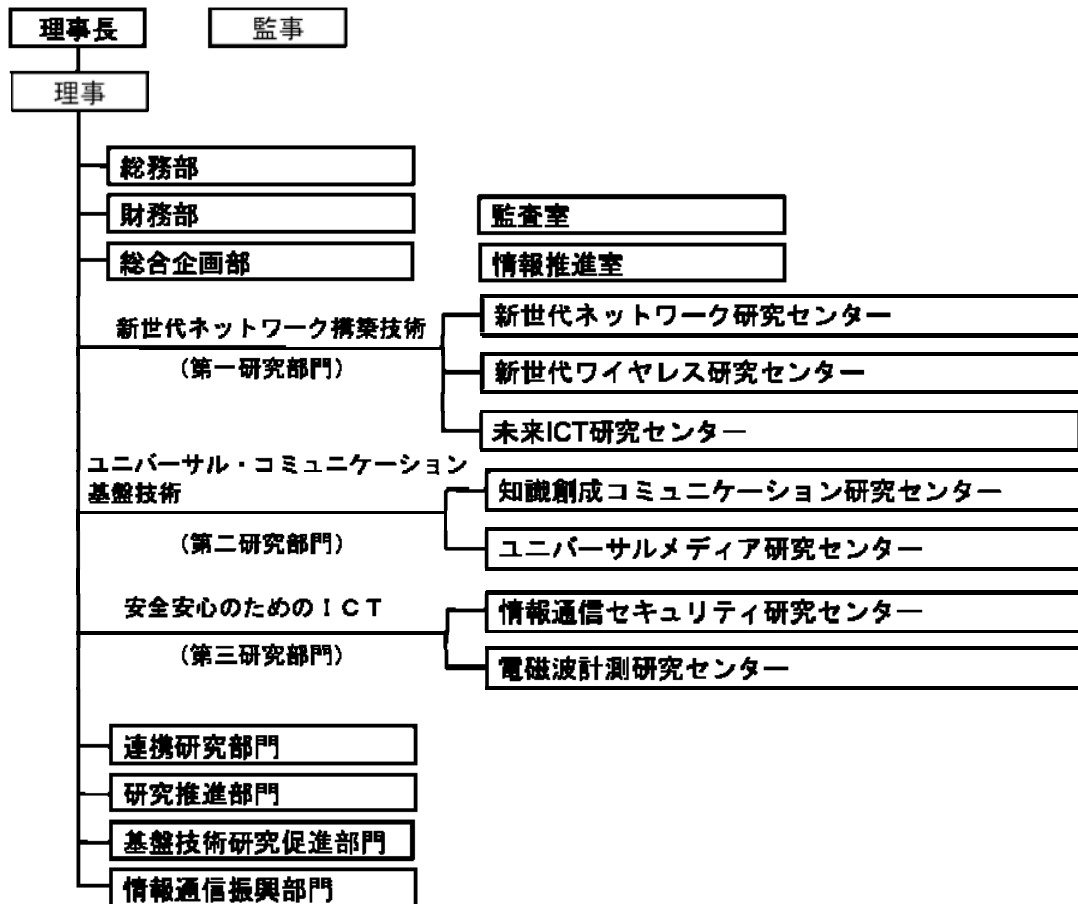 理事長
監事
理事
総務部
財務部
監査室
総合企画部
情報推進室
新世代ネットワーク構築技術
(第一研究部門)
新世代ネットワーク研究センター
新世代ワイヤレス研究センター
未来ICT研究センター
ユニバーサル・コミュニケーション
基盤技術
(第二研究部門)
知識創成コミュニケーション研究センター
ユニバーサルメディア研究センター
安全安心のためのICT
(第三研究部門)
情報通信セキュリティ研究センター
電磁波計測研究センター
連携研究部門
研究推進部門
基盤技術研究促進部門
情報通信振興部門